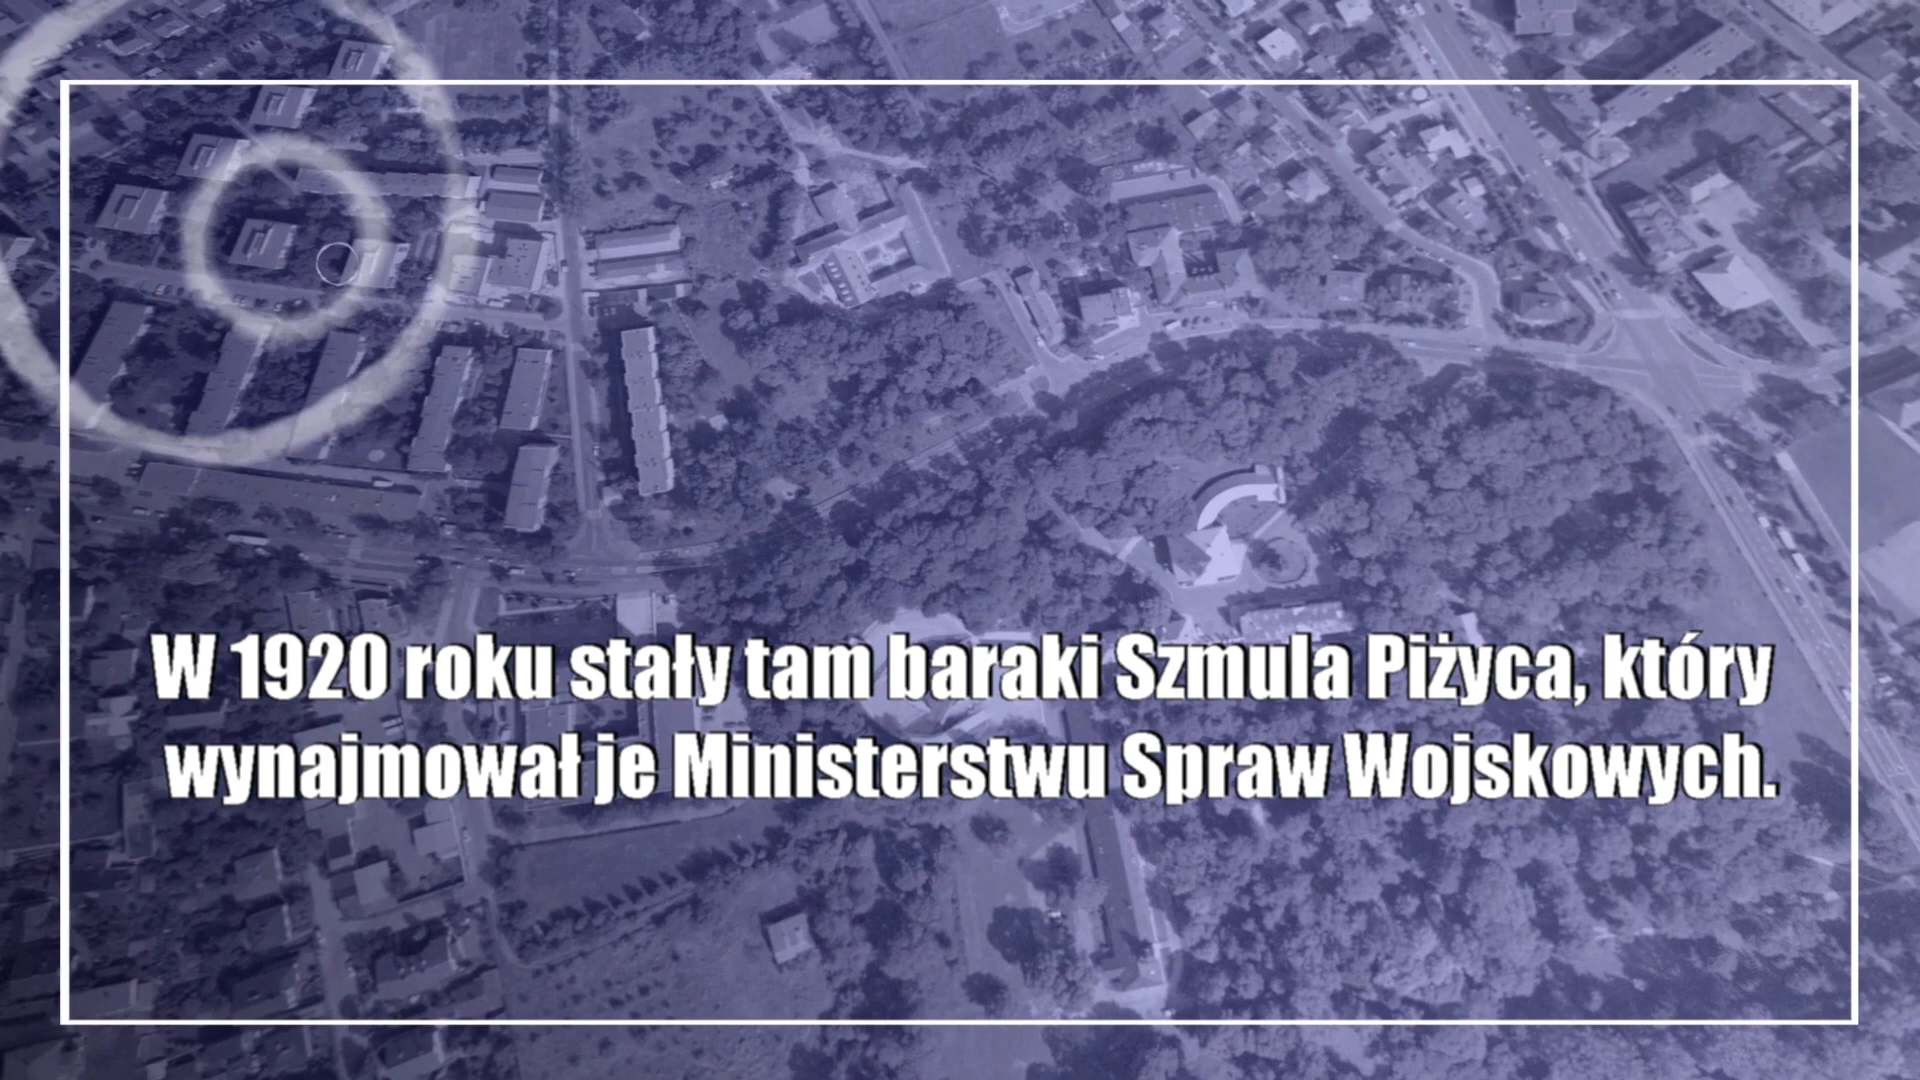 W 1920 roku stały tam baraki Szmula Piżyca, który
wynajmował je Ministerstwu Spraw Wojskowych.